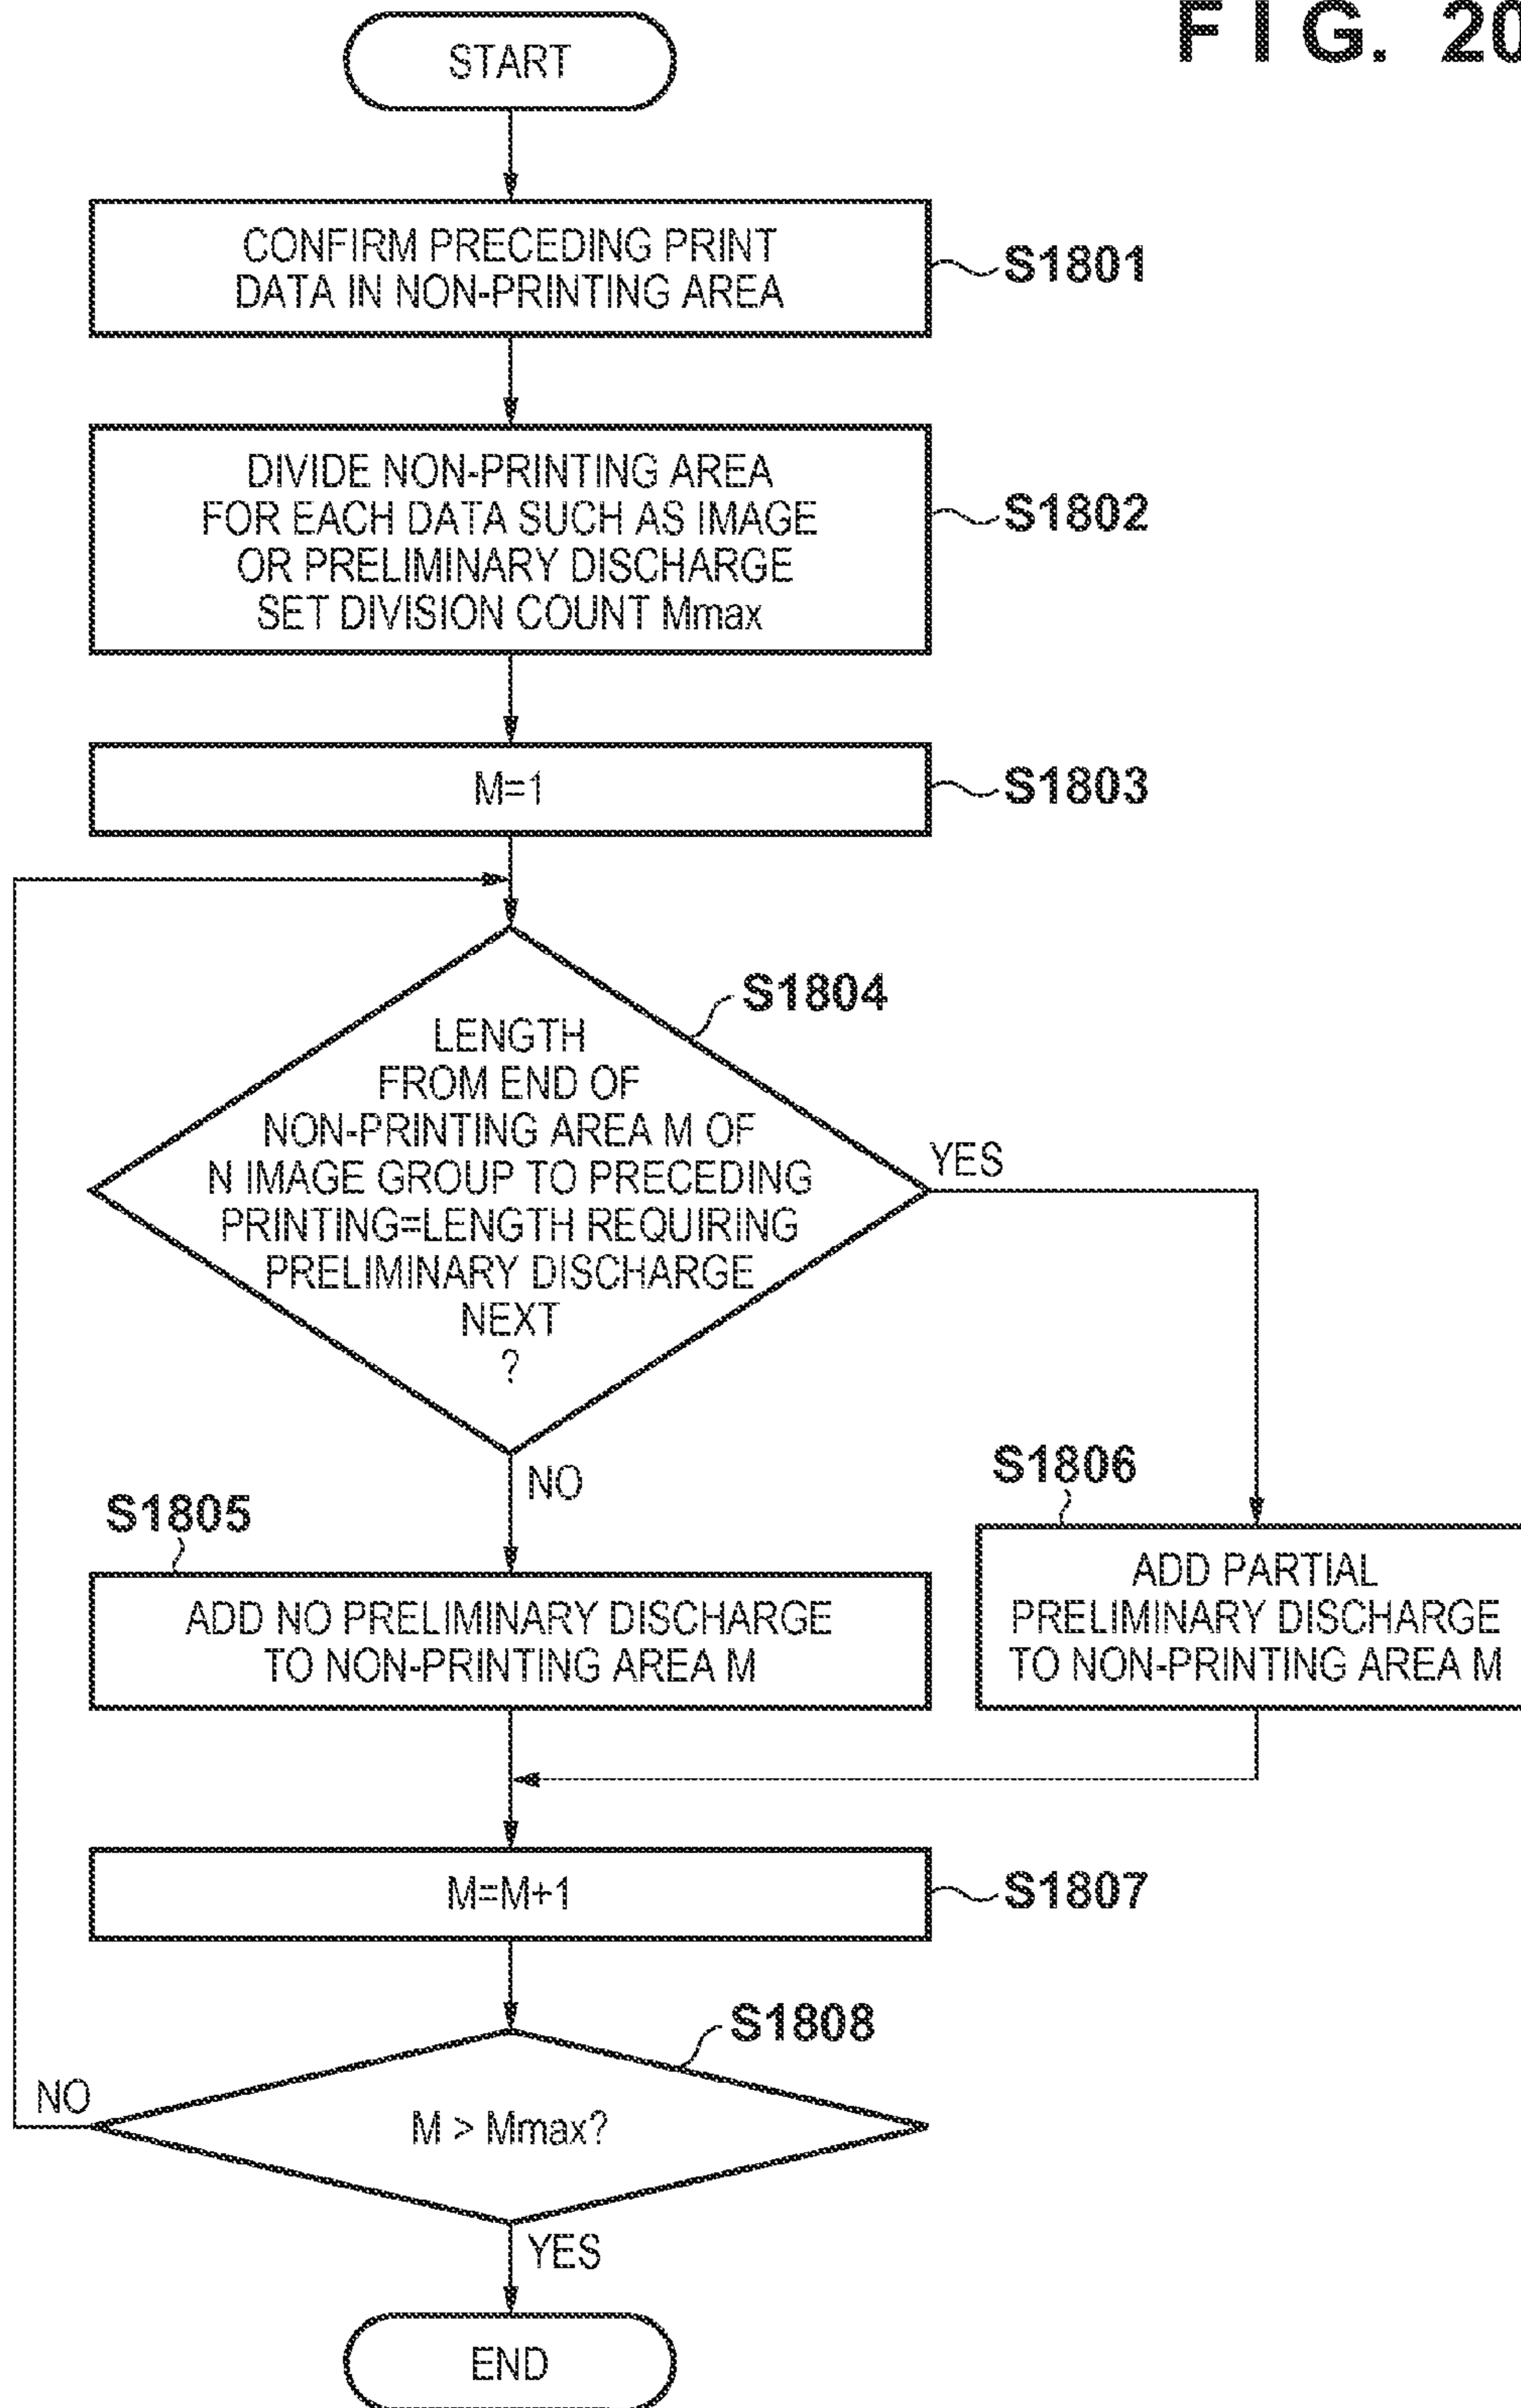 FIG. 20
START
CONFIRM PRECEDING PRINT
DATA IN NON-PRINTING AREA
S1801
DIVIDE NON-PRINTING AREA
FOR EACH DATA SUCH AS IMAGE
OR PRELIMINARY DISCHARGE
SET DIVISION COUNT Mmax
S1802
M=1
S1803
S1804
LENGTH
FROM END OF
NON-PRINTING AREA M OF
N IMAGE GROUP TO PRECEDING
PRINTING=LENGTH REQUIRING
PRELIMINARY DISCHARGE
NEXT
?
YES
NO
S1805
ADD NO PRELIMINARY DISCHARGE
TO NON-PRINTING AREA M
S1806
ADD PARTIAL
PRELIMINARY DISCHARGE
TO NON-PRINTING AREA M
M=M+1
S1807
S1808
M > Mmax?
NO
YES
END